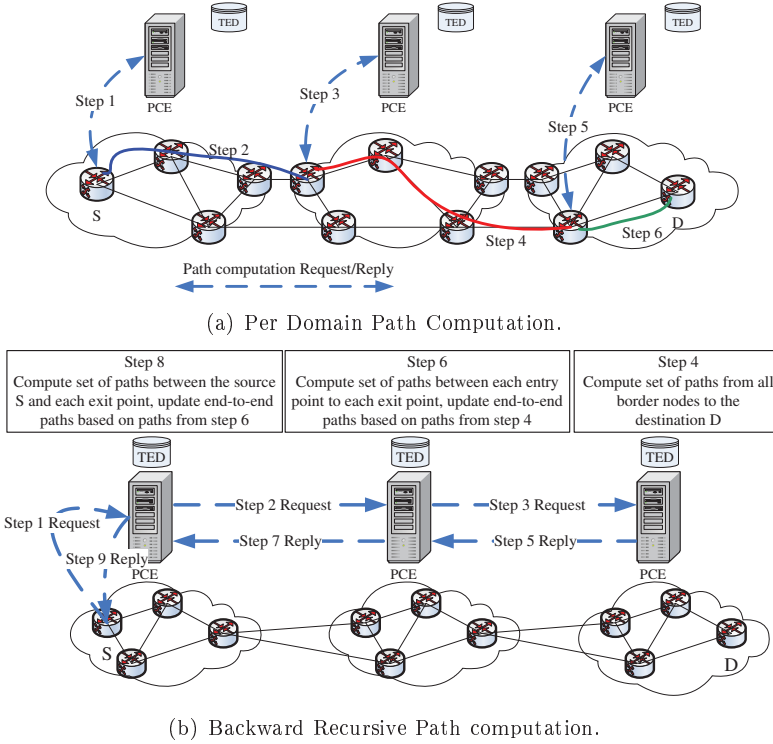 TED
TED
TED
Step 1
PCE
Step 3
PCE
Step 5
PCE
Step 2
S
Step 4
Step 6
D
Path computation Request/Reply
(a) Per Domain Path Computation.
Step 8
Compute set of paths between the source
S and each exit point, update end-to-end
paths based on paths from step 6
Step 6
Compute set of paths between each entry
point to each exit point, update end-to-end
paths based on paths from step 4
Step 4
Compute set of paths from all
border nodes to the
destination D
TED
TED
TED
Step 1 Request
Step 2 Request
Step 3 Request
Step 9 Reply
Step 7 Reply
Step 5 Reply
PCE
PCE
PCE
S
D
(b) Backward Recursive Path computation.